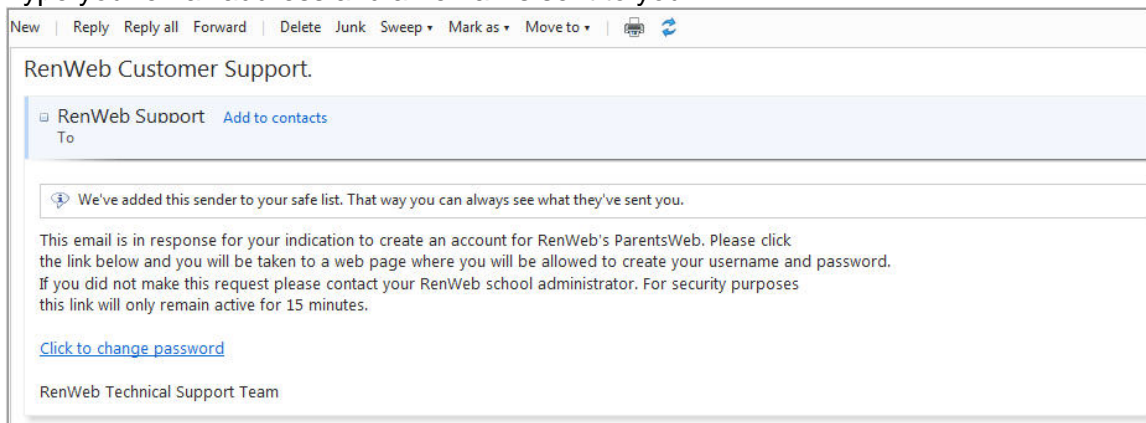 New | Reply Reply all Forward | Delete Junk Sweep Mark as Move to |
RenWeb Customer Support.
RenWeb Support Add to contacts
To
We've added this sender to your safe list. That way you can always see what they've sent you.
This email is in response for your indication to create an account for RenWeb's ParentsWeb. Please click
the link below and you will be taken to a web page where you will be allowed to create your username and password.
If you did not make this request please contact your RenWeb school administrator. For security purposes
this link will only remain active for 15 minutes.
Click to change password
RenWeb Technical Support Team